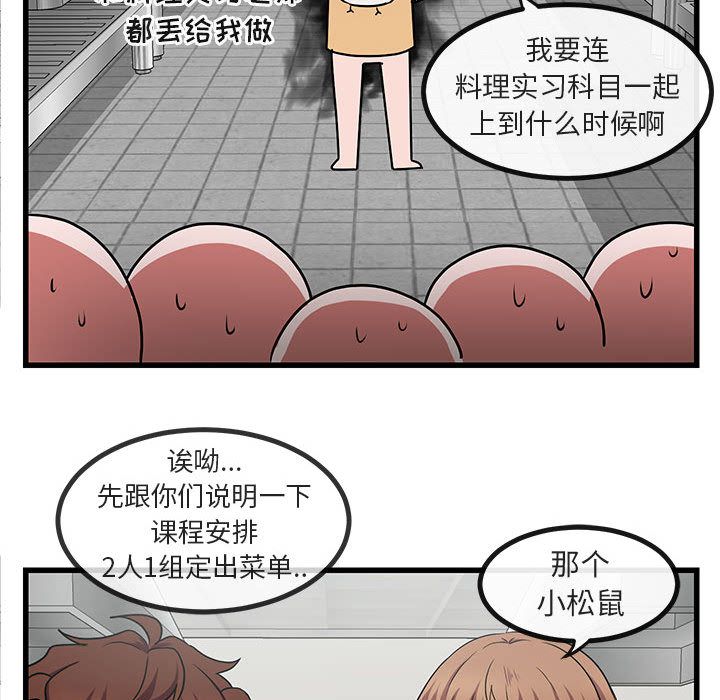 都丢给我做
我要连
料理实习科目一起
上到什么时候啊
诶呦...
先跟你们说明一下
课程安排
2人1组定出菜单..
那个
小松鼠